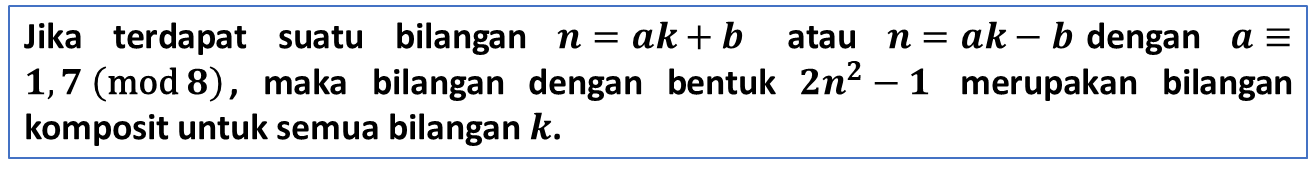 Jika terdapat suatu bilangan n = ak + b atau n = ak − b dengan a ≡
1, 7 (mod 8), maka bilangan dengan bentuk 2n² − 1 merupakan bilangan
komposit untuk semua bilangan k.